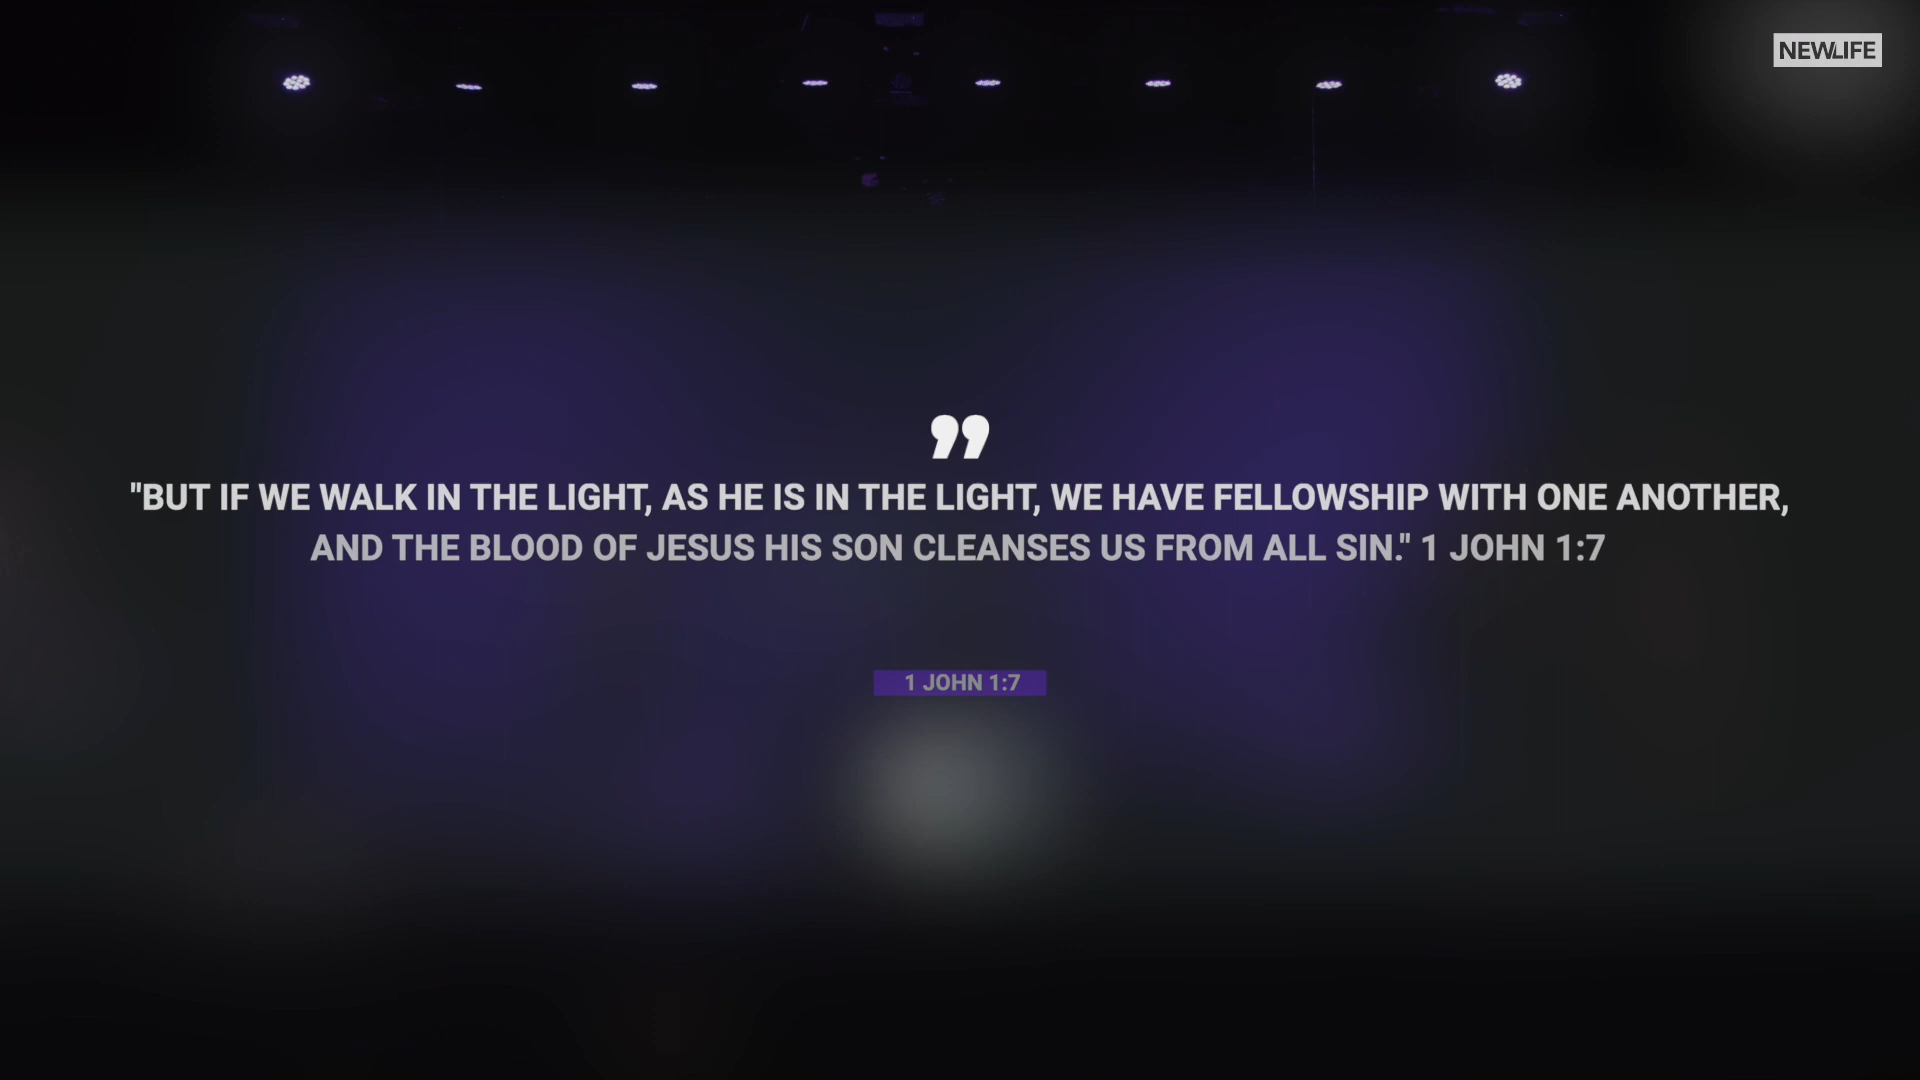 NEWLIFE
"BUT IF WE WALK IN THE LIGHT, AS HE IS IN THE LIGHT, WE HAVE FELLOWSHIP WITH ONE ANOTHER,
AND THE BLOOD OF JESUS HIS SON CLEANSES US FROM ALL SIN." 1 JOHN 1:7
1 JOHN 1:7